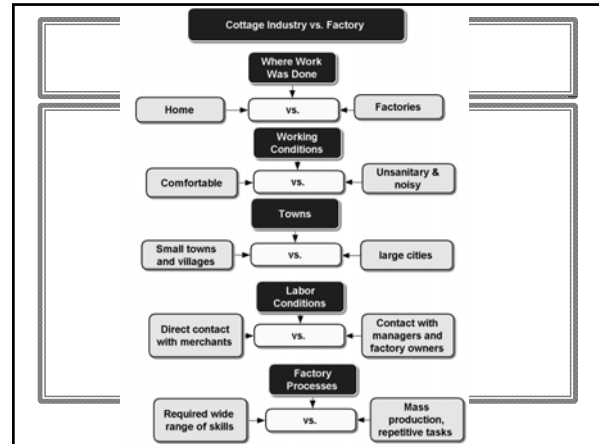 Cottage Industry vs. Factory
Where Work
Was Done
Home
vs.
Factories
Working
Conditions
Comfortable
vs.
Unsanitary &
noisy
Towns
Small towns
and villages
vs.
large cities
Labor
Conditions
Direct contact
with merchants
vs.
Contact with
managers and
factory owners
Factory
Processes
Required wide
range of skills
vs.
Mass
production,
repetitive tasks